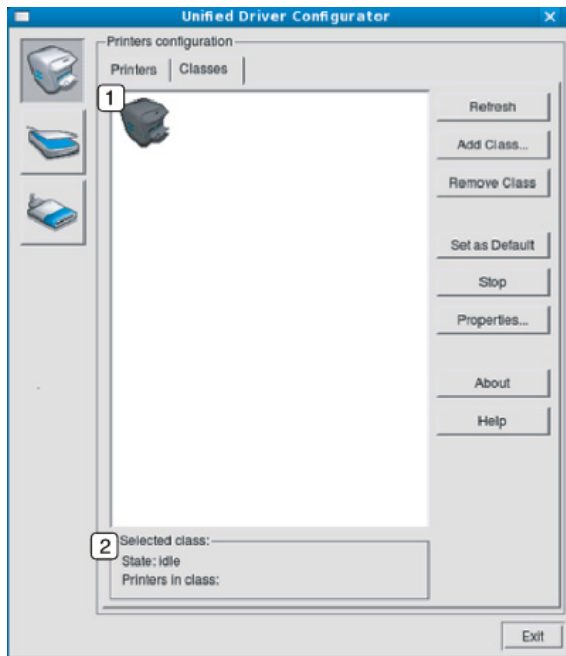 Unified Driver Configurator
Printers configuration
Printers Classes
1
Refresh
Add Class...
Remove Class
Set as Default
Stop
Properties...
About
Help
2 Selected class:
State: idle
Printers in class:
Exit